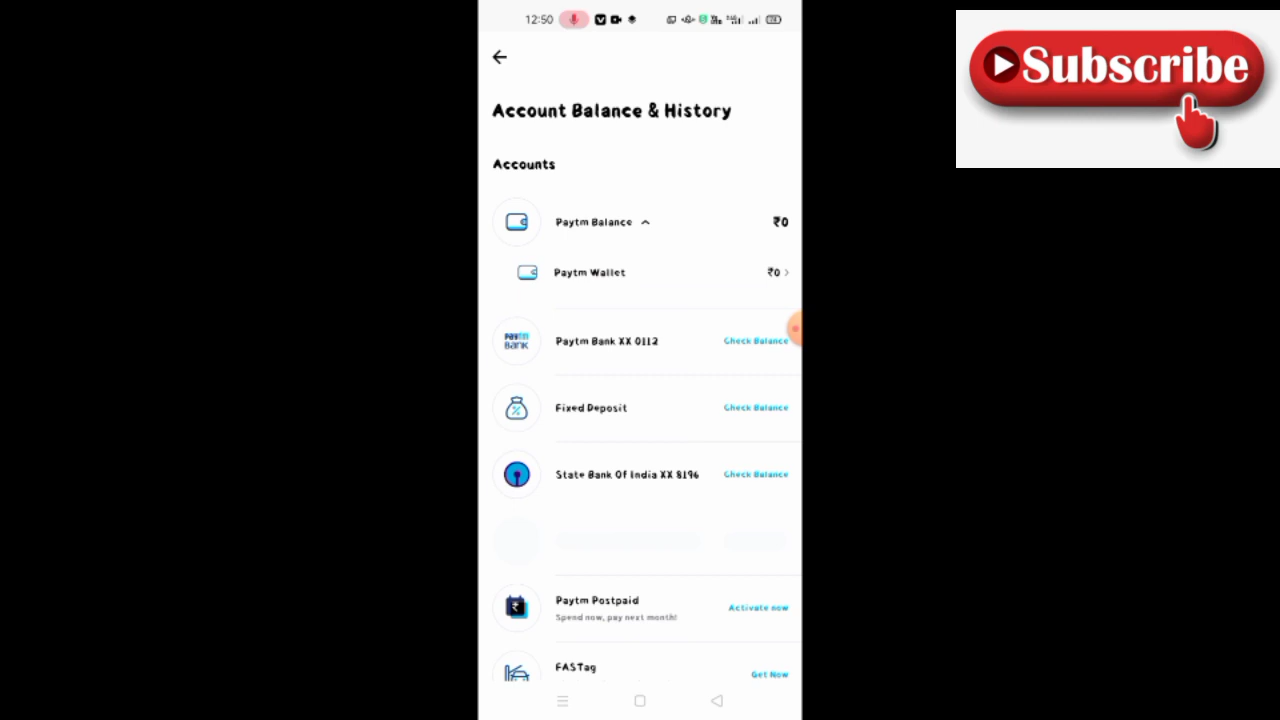 12:50
Subscribe
Account Balance & History
Accounts
Paytm Balance ₹0
Paytm Wallet ₹0
Paytm BANK
Paytm Bank XX 0112 Check Balance
Fixed Deposit Check Balance
State Bank Of India XX 8196 Check Balance
Paytm Postpaid Activate now
Spend now, pay next month!
FASTag
Get Now